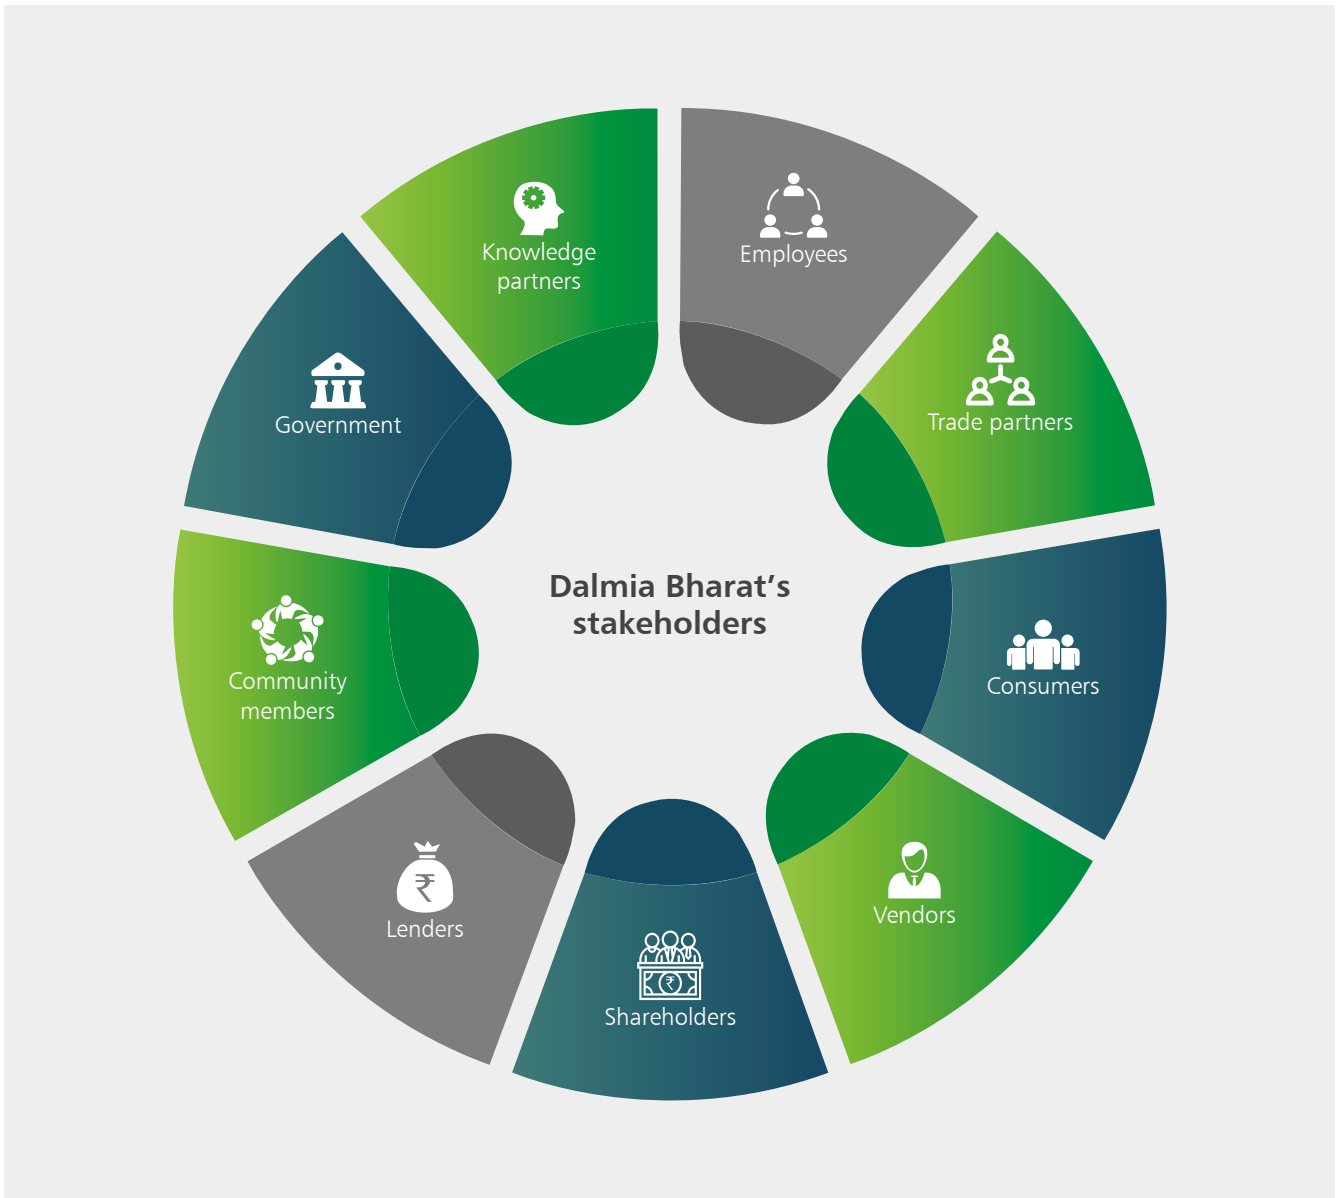 Dalmia Bharat’s
stakeholders
Employees
Trade partners
Consumers
Vendors
₹
Shareholders
₹
Lenders
Community
members
Government
Knowledge
partners